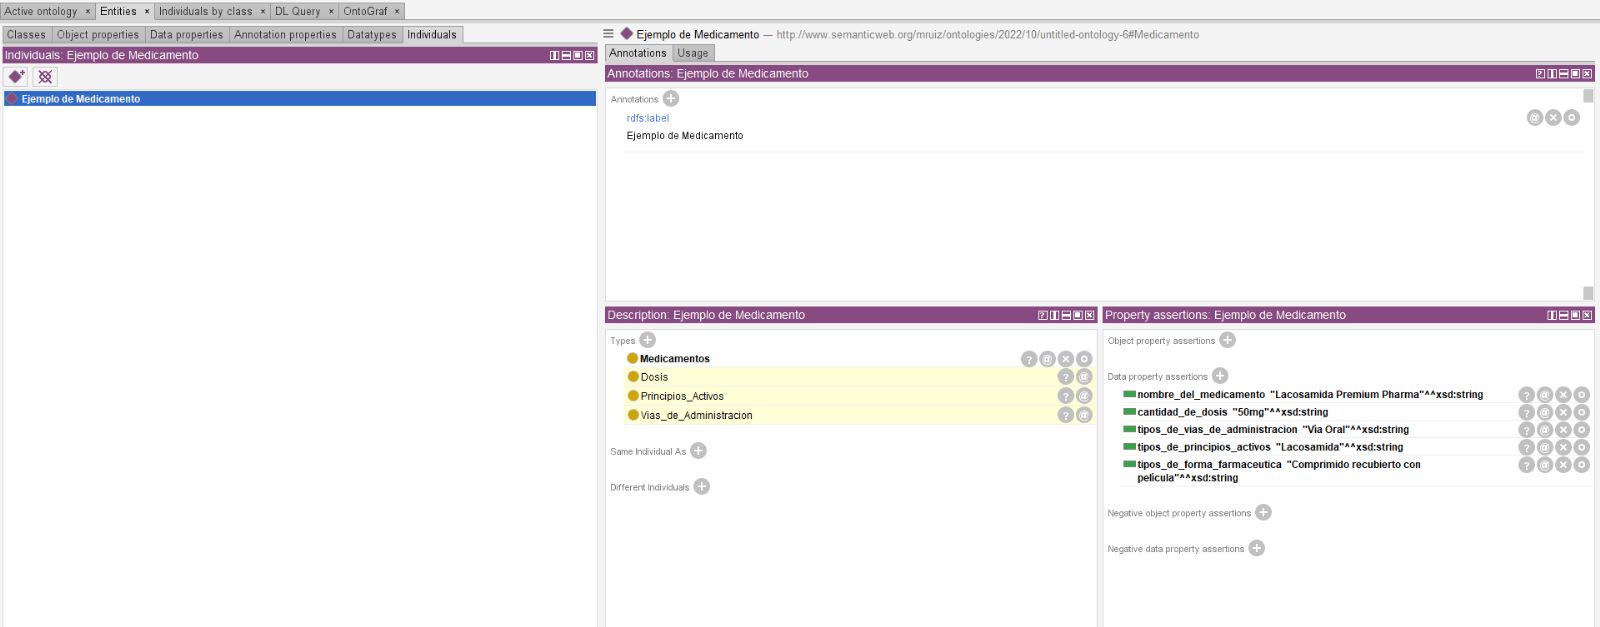 Active ontology × Entities × Individuals by class × DL Query × OntoGraf ×
Classes Object properties Data properties Annotation properties Datatypes Individuals
Individuals: Ejemplo de Medicamento
Ejemplo de Medicamento
Ejemplo de Medicamento — http://www.semanticweb.org/mruiz/ontologies/2022/10/untitled-ontology-6#Medicamento
Annotations Usage
Annotations: Ejemplo de Medicamento
Annotations
rdfs:label
Ejemplo de Medicamento
Description: Ejemplo de Medicamento
Types
Medicamentos
Dosis
Principios_Activos
Vias_de_Administracion
Same Individual As
Different Individuals
Property assertions: Ejemplo de Medicamento
Object property assertions
Data property assertions
nombre_del_medicamento "Lacosamida Premium Pharma"^^xsd:string
cantidad_de_dosis "50mg"^^xsd:string
tipos_de_vias_de_administracion "Via Oral"^^xsd:string
tipos_de_principios_activos "Lacosamida"^^xsd:string
tipos_de_forma_farmaceutica "Comprimido recubierto con
pelicula"^^xsd:string
Negative object property assertions
Negative data property assertions